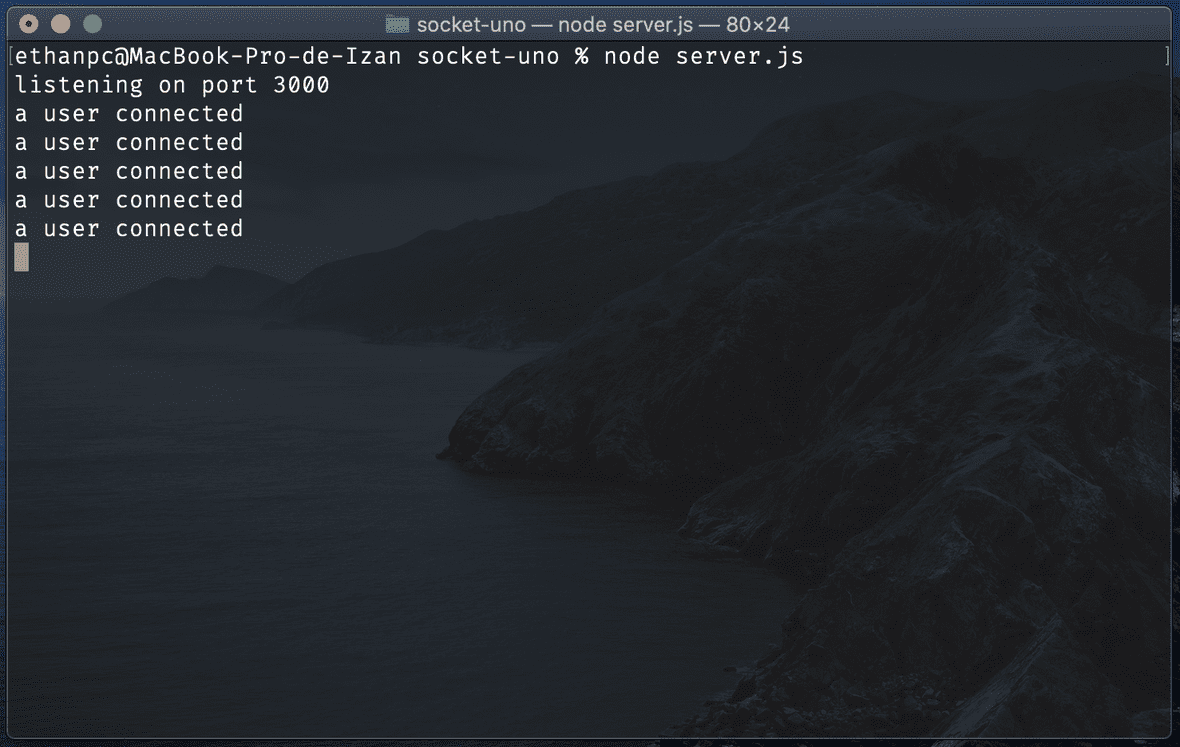 socket-uno — node server.js — 80×24
[ethanpc@MacBook-Pro-de-Izan socket-uno % node server.js ]
listening on port 3000
a user connected
a user connected
a user connected
a user connected
a user connected